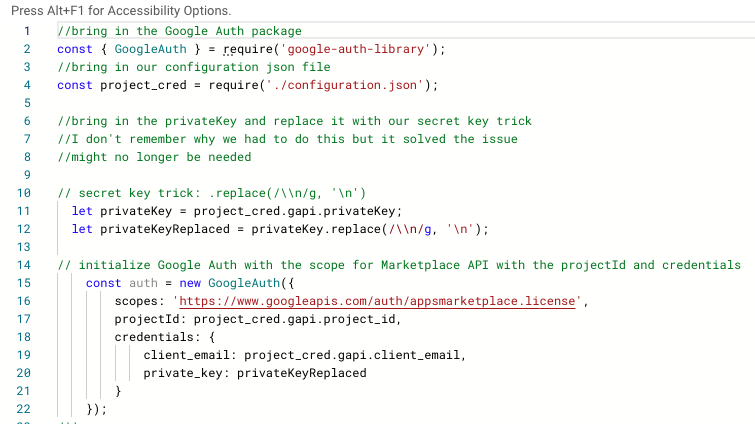 Press Alt+F1 for Accessibility Options.
1 //bring in the Google Auth package
2 const { GoogleAuth } = require('google-auth-library');
3 //bring in our configuration json file
4 const project_cred = require('./configuration.json');
5
6 //bring in the privateKey and replace it with our secret key trick
7 //I don't remember why we had to do this but it solved the issue
8 //might no longer be needed
9
10 // secret key trick: .replace(/\\n/g, '\n')
11 let privateKey = project_cred.gapi.privateKey;
12 let privateKeyReplaced = privateKey.replace(/\\n/g, '\n');
13
14 // initialize Google Auth with the scope for Marketplace API with the projectId and credentials
15 const auth = new GoogleAuth({
16 scopes: 'https://www.googleapis.com/auth/appsmarketplace.license',
17 projectId: project_cred.gapi.project_id,
18 credentials: {
19 client_email: project_cred.gapi.client_email,
20 private_key: privateKeyReplaced
21 }
22 });